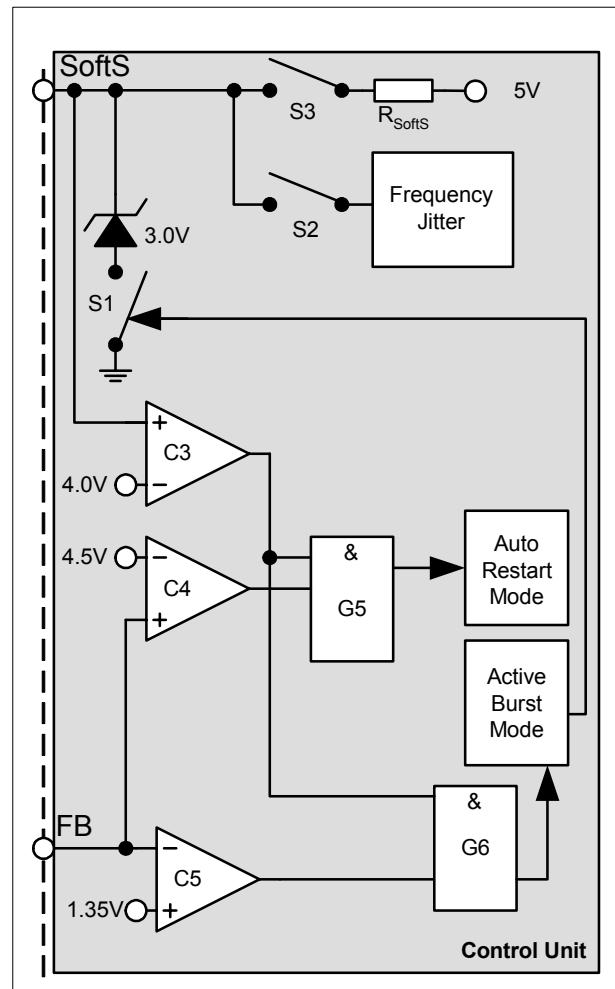 SoftS
5V
S3
R SoftS
S2
Frequency
Jitter
3.0V
S1
+
C3
4.0V
–
4.5V
–
C4
+
&
G5
Auto
Restart
Mode
Active
Burst
Mode
FB
&
G6
–
C5
1.35V
+
Control Unit